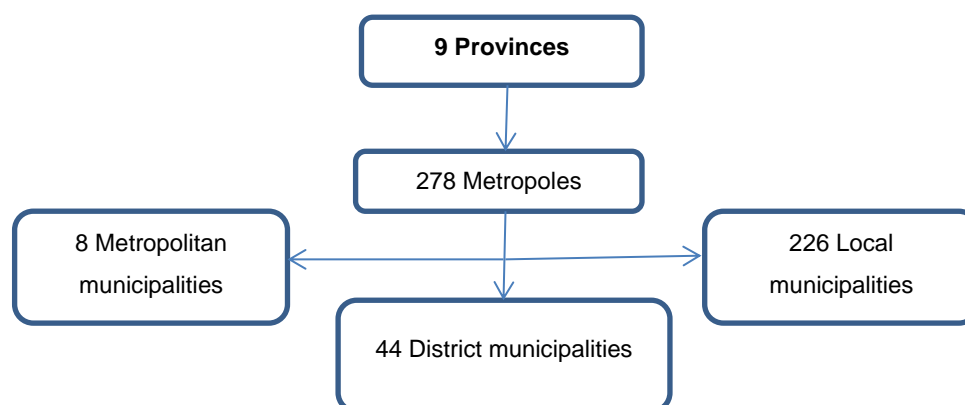 9 Provinces
278 Metropoles
8 Metropolitan
municipalities
226 Local
municipalities
44 District municipalities